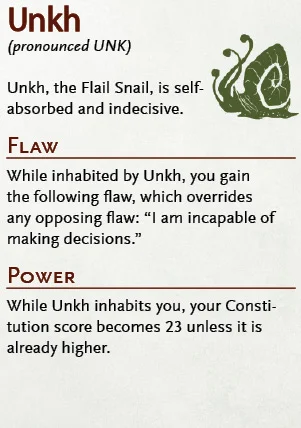 Unkh
(pronounced UNK)
Unkh, the Flail Snail, is self-
absorbed and indecisive.
Flaw
While inhabited by Unkh, you gain
the following flaw, which overrides
any opposing flaw: “I am incapable of
making decisions.”
Power
While Unkh inhabits you, your Consti-
tution score becomes 23 unless it is
already higher.